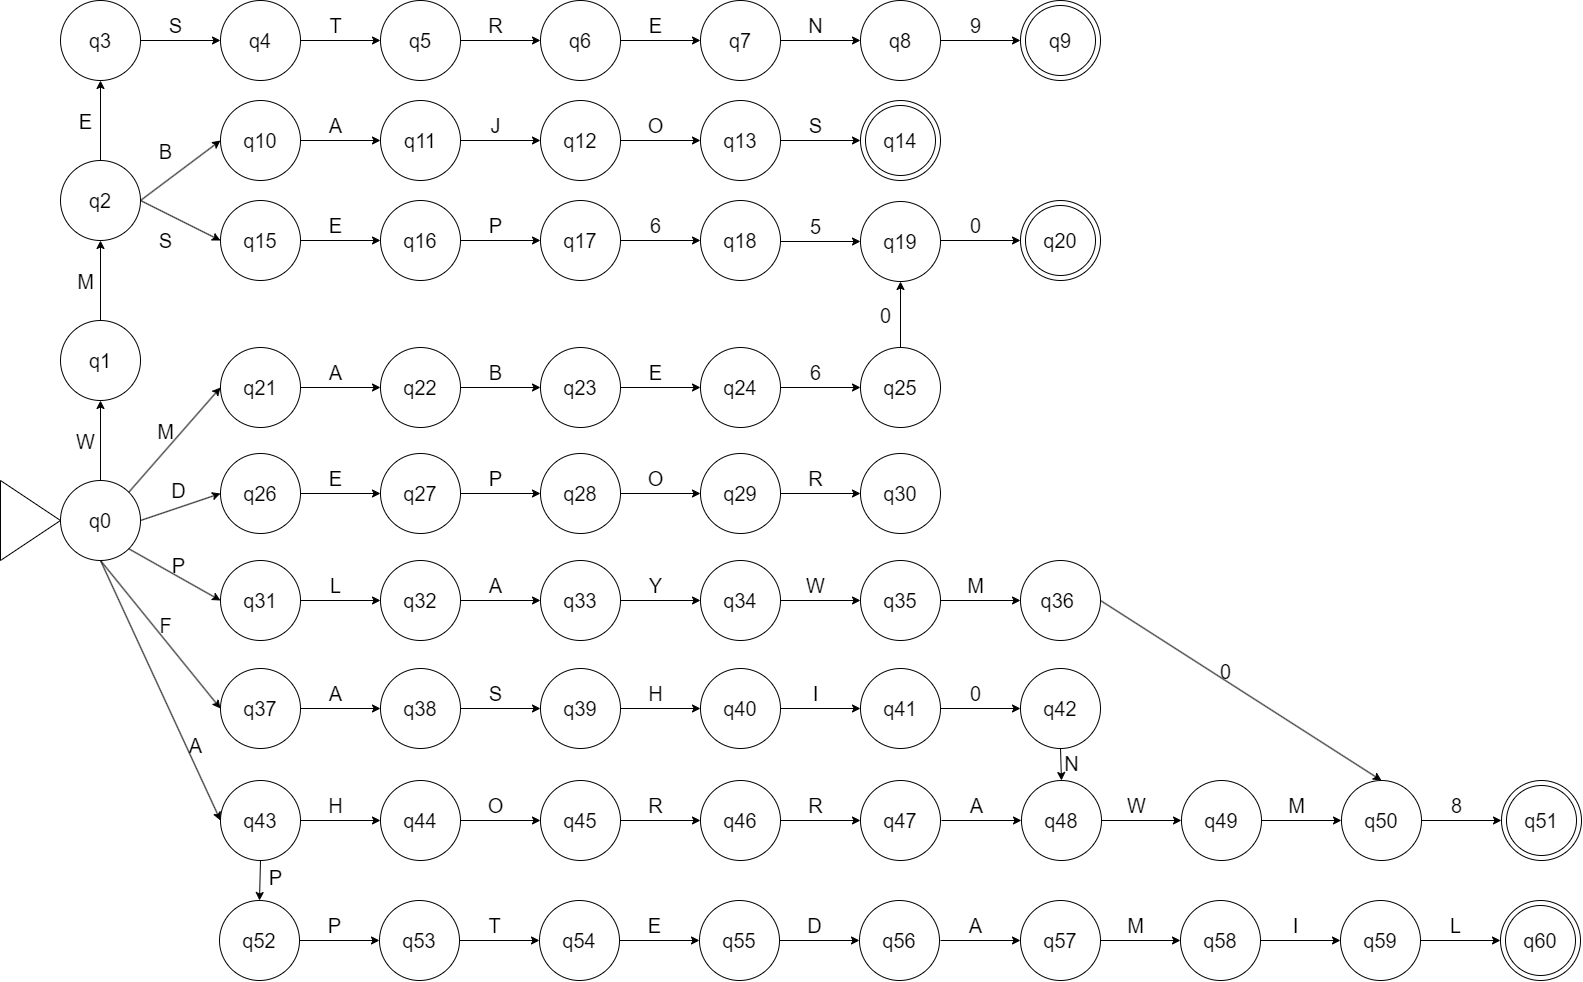 S T R E N 9
q3 q4 q5 q6 q7 q8 q9
E B A J O S
q10 q11 q12 q13 q14
q2
S E P 6 5 0
q15 q16 q17 q18 q19 q20
M
0
q1
A B E 6
q21 q22 q23 q24 q25
W M
D E P O R
q26 q27 q28 q29 q30
q0
P L A Y W M
q31 q32 q33 q34 q35 q36
F
0
A S H I 0
q37 q38 q39 q40 q41 q42
A
N
H O R R A W M 8
q43 q44 q45 q46 q47 q48 q49 q50 q51
P
P T E D A M I L
q52 q53 q54 q55 q56 q57 q58 q59 q60